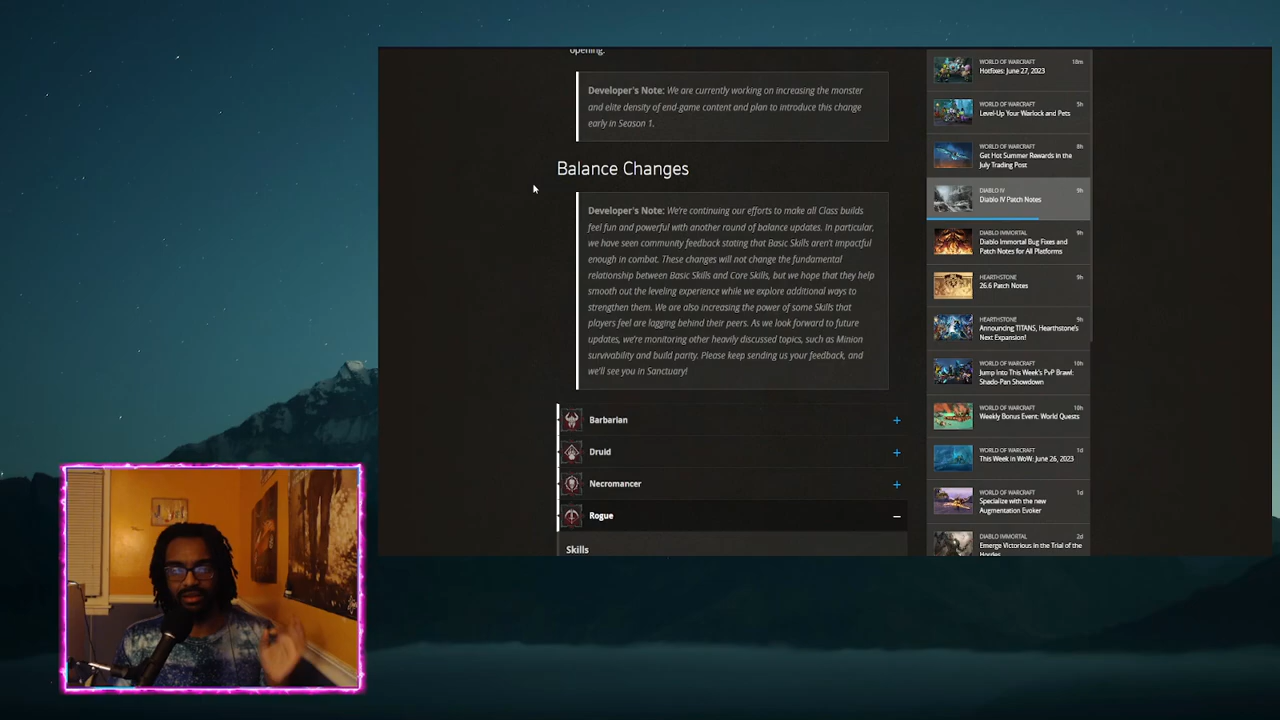 opening.
Developer's Note: We are currently working on increasing the monster
and elite density of end-game content and plan to introduce this change
early in Season 1.
Balance Changes
Developer's Note: We're continuing our efforts to make all Class builds
feel fun and powerful with another round of balance updates. In particular,
we have seen community feedback stating that Basic Skills aren't impactful
enough in combat. These changes will not change the fundamental
relationship between Basic Skills and Core Skills, but we hope that they help
smooth out the leveling experience while we explore additional ways to
strengthen them. We are also increasing the power of some Skills that
players feel are lagging behind their peers. As we look forward to future
updates, we're monitoring other heavily discussed topics, such as Minion
survivability and build parity. Please keep sending us your feedback, and
we'll see you in Sanctuary!
Barbarian
Druid
Necromancer
Rogue
Skills
WORLD OF WARCRAFT 18m
Hotfixes: June 27, 2023
WORLD OF WARCRAFT 5h
Level-Up Your Warlock and Pets
WORLD OF WARCRAFT 8h
Get Hot Summer Rewards in the
July Trading Post
DIABLO IV 9h
Diablo IV Patch Notes
DIABLO IMMORTAL 9h
Diablo Immortal Bug Fixes and
Patch Notes for All Platforms
HEARTHSTONE 9h
26.6 Patch Notes
HEARTHSTONE 9h
Announcing TITANS, Hearthstone's
Next Expansion!
WORLD OF WARCRAFT 10h
Jump Into This Week's PvP Brawl:
Shado-Pan Showdown
WORLD OF WARCRAFT 10h
Weekly Bonus Event: World Quests
WORLD OF WARCRAFT 1d
This Week in WoW: June 26, 2023
WORLD OF WARCRAFT 1d
Specialize with the new
Augmentation Evoker
DIABLO IMMORTAL 2d
Emerge Victorious in the Trial of the
Hordes